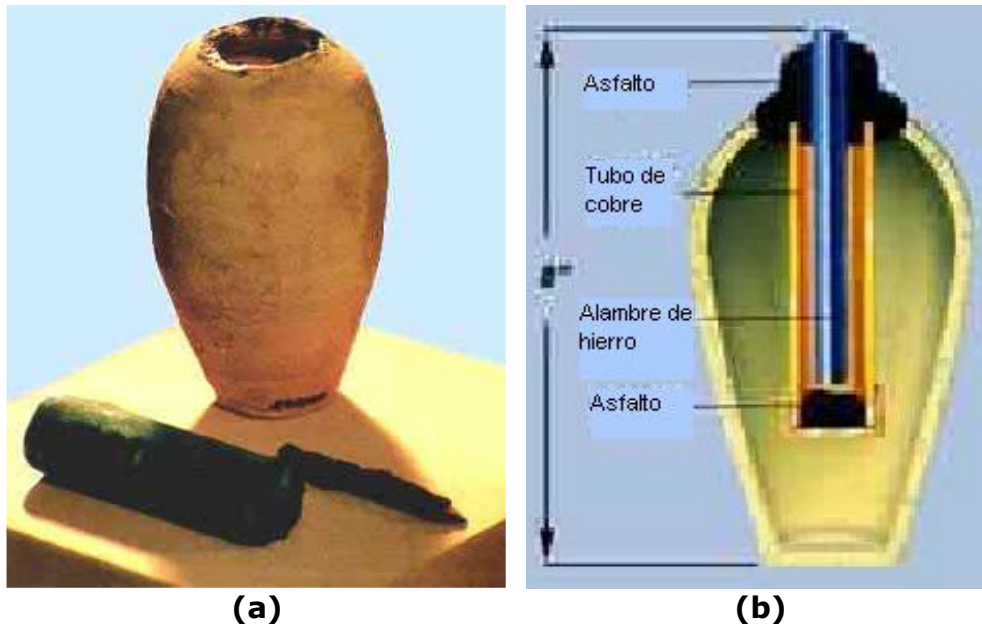 Asfalto
Tubo de
cobre
Alambre de
hierro
Asfalto
(a)
(b)